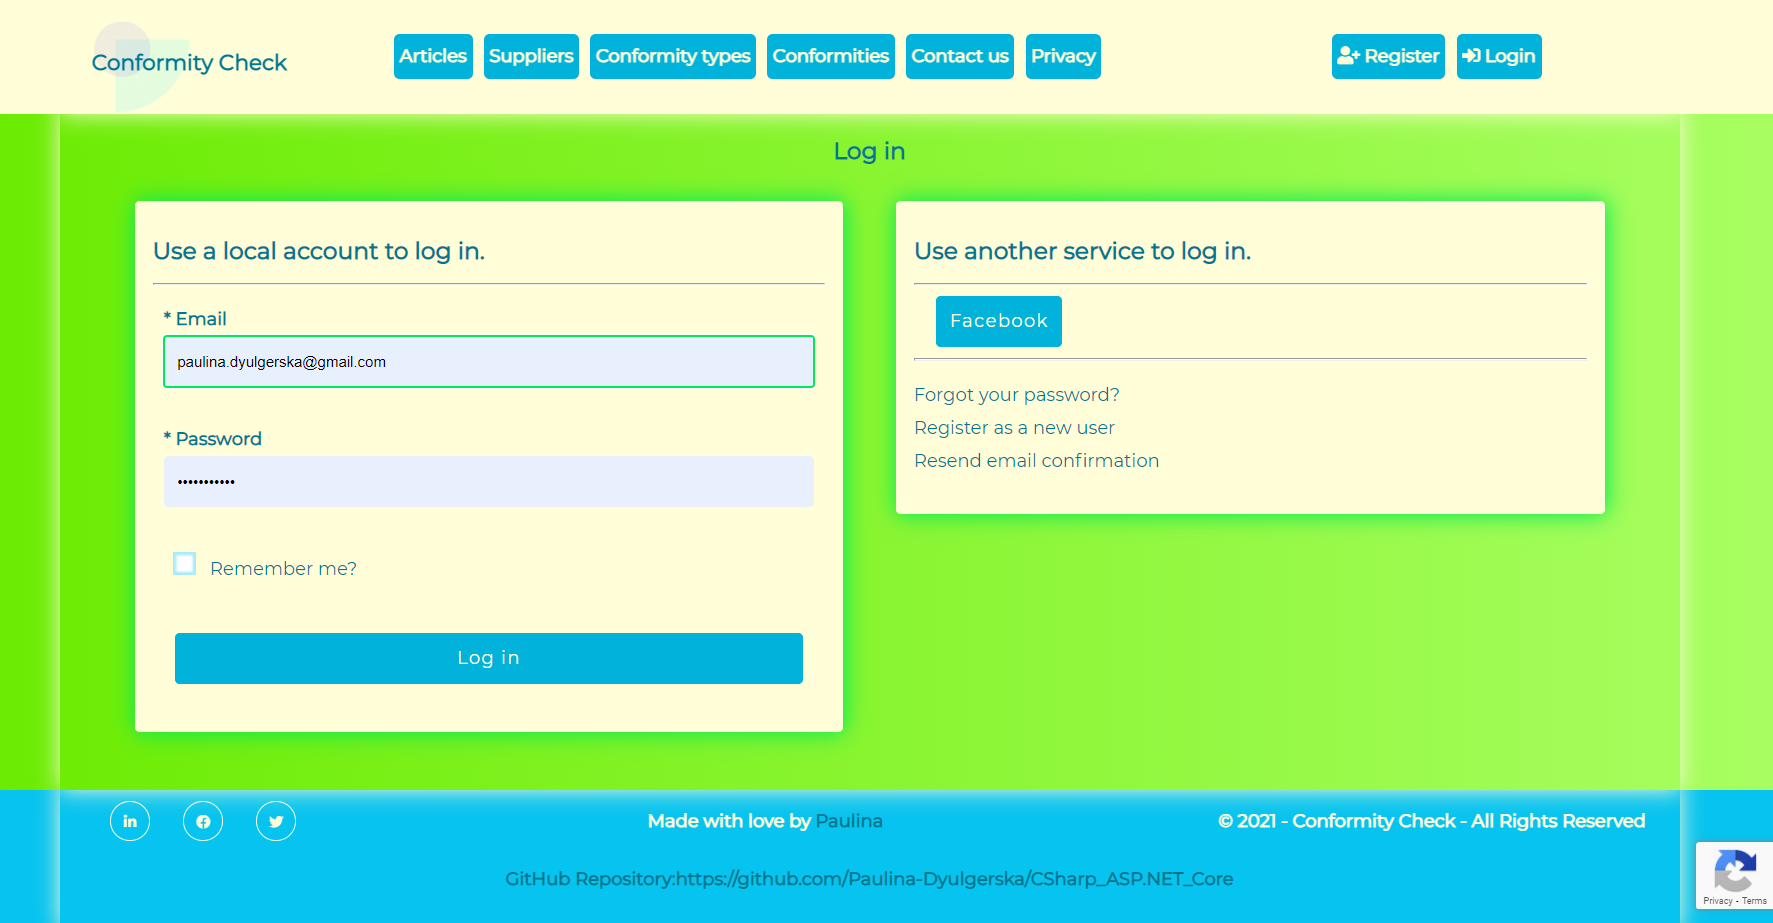 Conformity Check
Articles Suppliers Conformity types Conformities Contact us Privacy
Register Login
Log in
Use a local account to log in.
* Email
paulina.dyulgerska@gmail.com
* Password
•••••••••••
Remember me?
Log in
Use another service to log in.
Facebook
Forgot your password?
Register as a new user
Resend email confirmation
Made with love by Paulina
© 2021 - Conformity Check - All Rights Reserved
GitHub Repository:https://github.com/Paulina-Dyulgerska/CSharp_ASP.NET_Core
Privacy - Terms